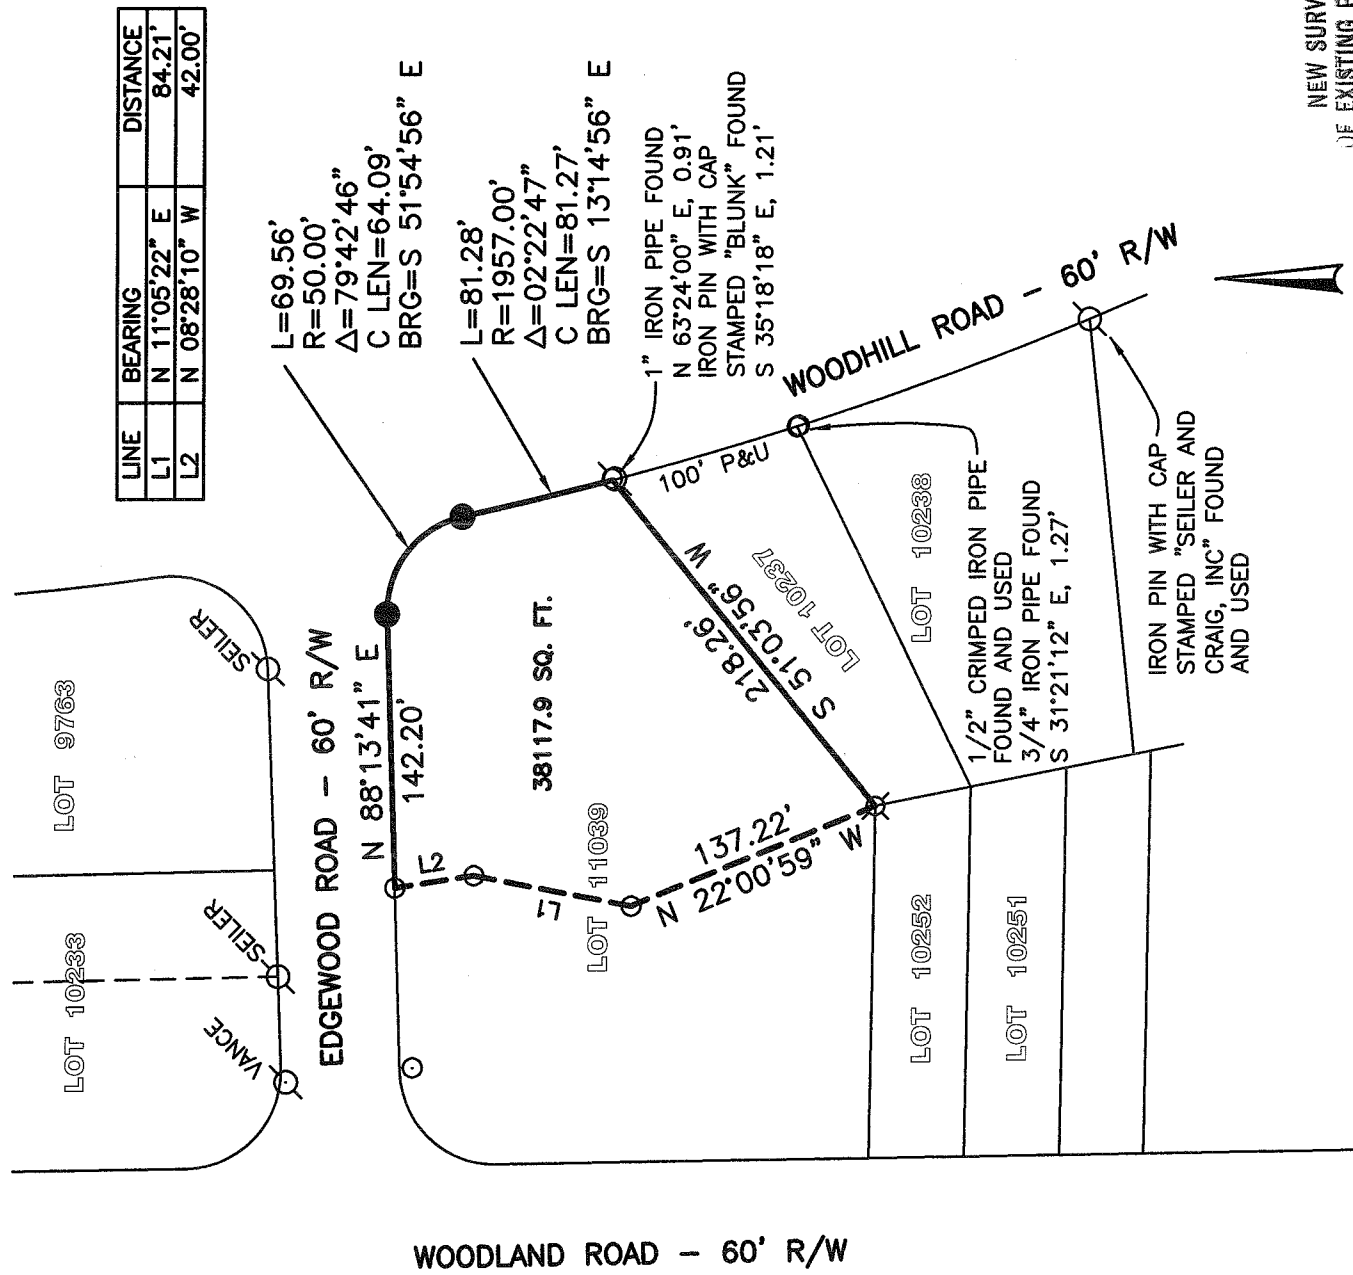 LINE BEARING DISTANCE
L1 N 11°05'22" E 84.21'
L2 N 08°28'10" W 42.00'
L=69.56'
R=50.00'
Δ=79°42'46"
C LEN=64.09'
BRG=S 51°54'56" E
L=81.28'
R=1957.00'
Δ=02°22'47"
C LEN=81.27'
BRG=S 13°14'56" E
1" IRON PIPE FOUND
N 63°24'00" E, 0.91'
IRON PIN WITH CAP
STAMPED "BLUNK" FOUND
S 35°18'18" E, 1.21'
NEW SURV
OF EXISTING
LOT 9763
SEILER
LOT 10233
SEILER
VANCE
EDGEWOOD ROAD - 60' R/W
N 88°13'41" E
142.20'
38117.9 SQ. FT.
L2
L1
LOT 11039
137.22'
N 22°00'59" W
218.26'
S 51°03'56" W
LOT 10237
100' P&U
WOODHILL ROAD - 60' R/W
LOT 10238
1/2" CRIMPED IRON PIPE
FOUND AND USED
3/4" IRON PIPE FOUND
S 31°21'12" E, 1.27'
IRON PIN WITH CAP
STAMPED "SEILER AND
CRAIG, INC" FOUND
AND USED
LOT 10252
LOT 10251
WOODLAND ROAD - 60' R/W